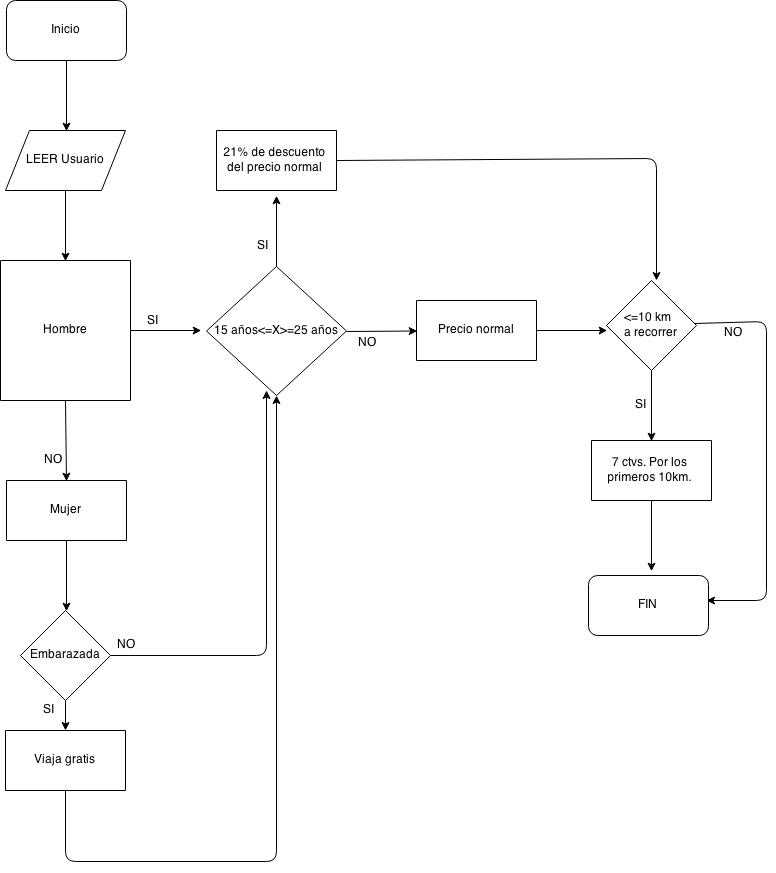 Inicio
LEER Usuario
21% de descuento
del precio normal
SI
SI
Hombre
15 años<=X>=25 años
NO
Precio normal
<=10 km
a recorrer
NO
SI
NO
7 ctvs. Por los
primeros 10km.
Mujer
FIN
NO
Embarazada
SI
Viaja gratis